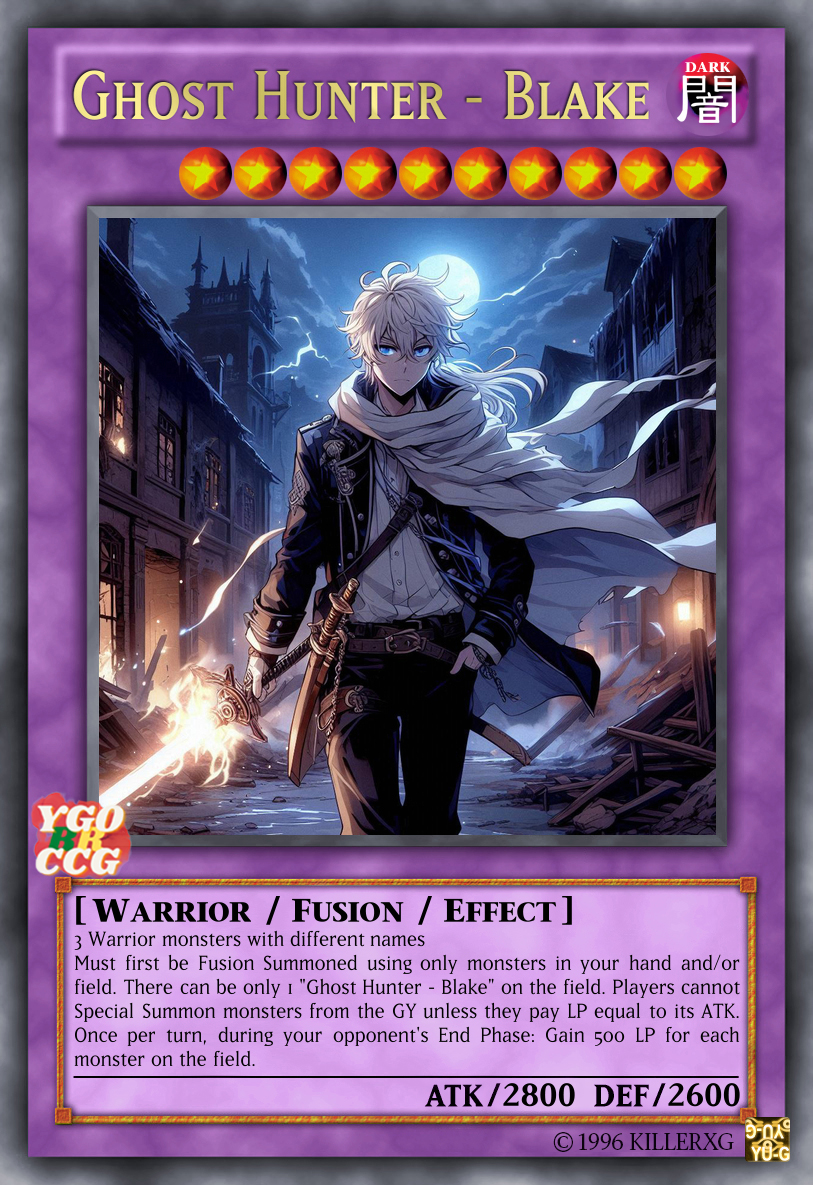 Ghost Hunter - Blake
DARK
闇
YGO
RR
CCG
[ Warrior / Fusion / Effect ]
3 Warrior monsters with different names
Must first be Fusion Summoned using only monsters in your hand and/or
field. There can be only 1 "Ghost Hunter - Blake" on the field. Players cannot
Special Summon monsters from the GY unless they pay LP equal to its ATK.
Once per turn, during your opponent's End Phase: Gain 500 LP for each
monster on the field.
ATK/2800 DEF/2600
© 1996 KILLERXG